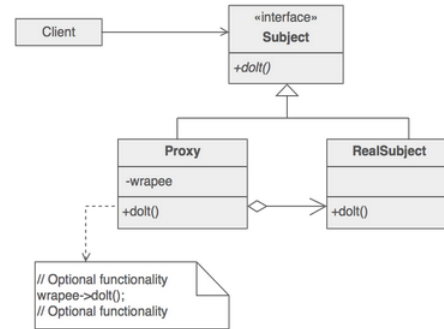 Client
«interface»
Subject
+doIt()
Proxy
-wrapee
+doIt()
RealSubject
+doIt()
// Optional functionality
wrapee->doIt();
// Optional functionality